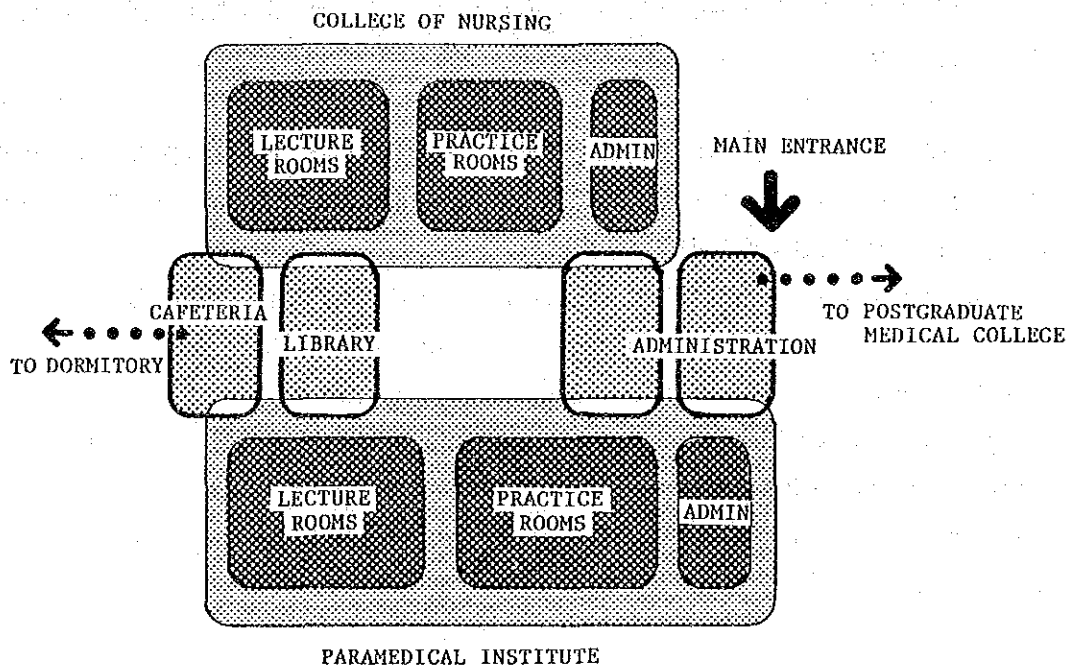 COLLEGE OF NURSING
LECTURE
ROOMS
PRACTICE
ROOMS
ADMIN
MAIN ENTRANCE
CAFETERIA
LIBRARY
ADMINISTRATION
TO POSTGRADUATE
MEDICAL COLLEGE
TO DORMITORY
LECTURE
ROOMS
PRACTICE
ROOMS
ADMIN
PARAMEDICAL INSTITUTE